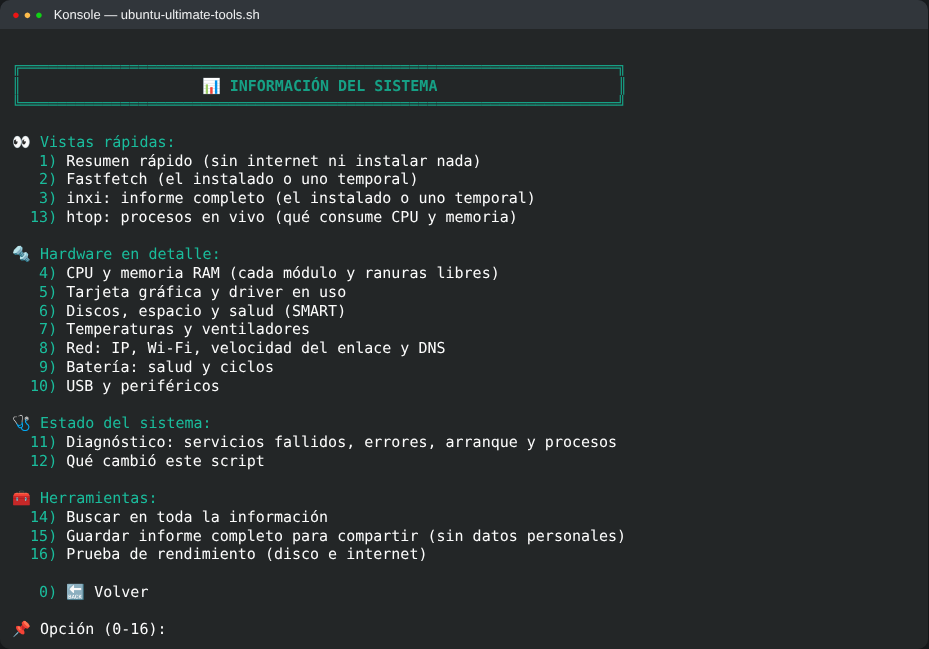 Konsole — ubuntu-ultimate-tools.sh
📊 INFORMACIÓN DEL SISTEMA
👀 Vistas rápidas:
1) Resumen rápido (sin internet ni instalar nada)
2) Fastfetch (el instalado o uno temporal)
3) inxi: informe completo (el instalado o uno temporal)
13) htop: procesos en vivo (qué consume CPU y memoria)
🔩 Hardware en detalle:
4) CPU y memoria RAM (cada módulo y ranuras libres)
5) Tarjeta gráfica y driver en uso
6) Discos, espacio y salud (SMART)
7) Temperaturas y ventiladores
8) Red: IP, Wi-Fi, velocidad del enlace y DNS
9) Batería: salud y ciclos
10) USB y periféricos
🩺 Estado del sistema:
11) Diagnóstico: servicios fallidos, errores, arranque y procesos
12) Qué cambió este script
🧰 Herramientas:
14) Buscar en toda la información
15) Guardar informe completo para compartir (sin datos personales)
16) Prueba de rendimiento (disco e internet)
0) 🔙 Volver
📌 Opción (0-16):